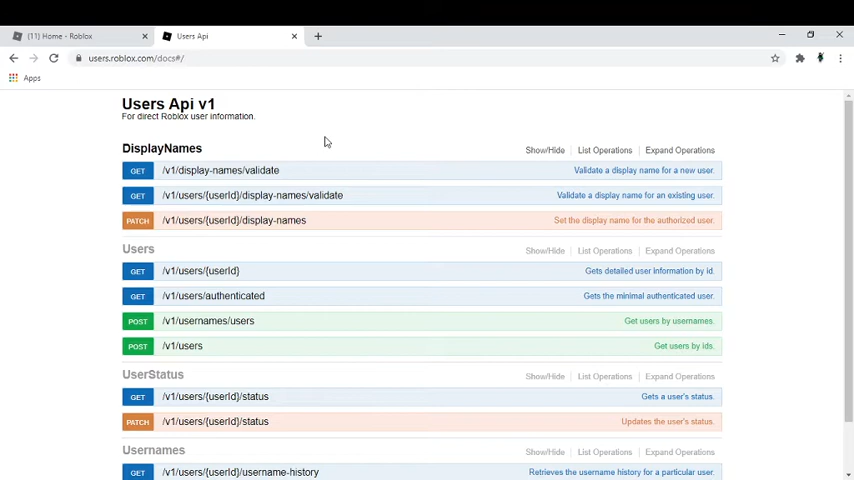 (11) Home - Roblox
Users Api
users.roblox.com/docs#/
Apps
Users Api v1
For direct Roblox user information.
DisplayNames Show/Hide List Operations Expand Operations
GET /v1/display-names/validate Validate a display name for a new user.
GET /v1/users/{userId}/display-names/validate Validate a display name for an existing user.
PATCH /v1/users/{userId}/display-names Set the display name for the authorized user.
Users Show/Hide List Operations Expand Operations
GET /v1/users/{userId} Gets detailed user information by id.
GET /v1/users/authenticated Gets the minimal authenticated user.
POST /v1/usernames/users Get users by usernames.
POST /v1/users Get users by ids.
UserStatus Show/Hide List Operations Expand Operations
GET /v1/users/{userId}/status Gets a user's status.
PATCH /v1/users/{userId}/status Updates the user's status.
Usernames Show/Hide List Operations Expand Operations
GET /v1/users/{userId}/username-history Retrieves the username history for a particular user.